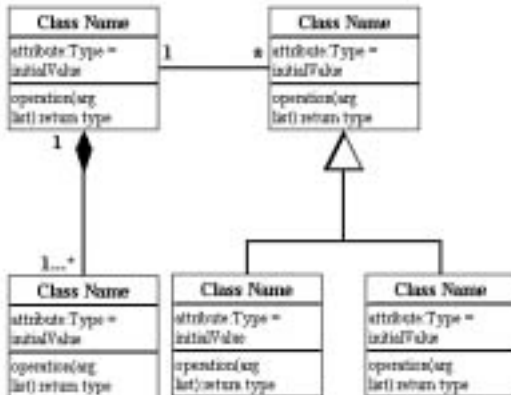 Class Name
attribute:Type =
initialValue
operation(arg
list):return type
1
*
Class Name
attribute:Type =
initialValue
operation(arg
list):return type
1
1...*
Class Name
attribute:Type =
initialValue
operation(arg
list):return type
Class Name
attribute:Type =
initialValue
operation(arg
list):return type
Class Name
attribute:Type =
initialValue
operation(arg
list):return type